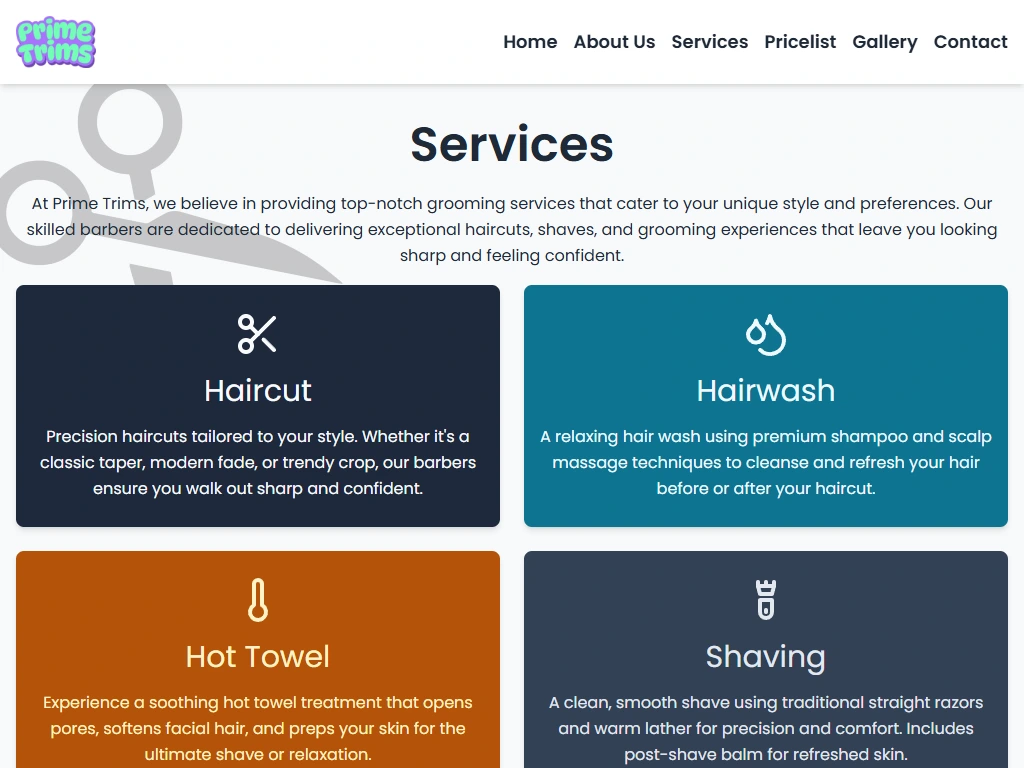 Prime
Trims
Home About Us Services Pricelist Gallery Contact
Services
At Prime Trims, we believe in providing top-notch grooming services that cater to your unique style and preferences. Our
skilled barbers are dedicated to delivering exceptional haircuts, shaves, and grooming experiences that leave you looking
sharp and feeling confident.
Haircut
Precision haircuts tailored to your style. Whether it's a
classic taper, modern fade, or trendy crop, our barbers
ensure you walk out sharp and confident.
Hairwash
A relaxing hair wash using premium shampoo and scalp
massage techniques to cleanse and refresh your hair
before or after your haircut.
Hot Towel
Experience a soothing hot towel treatment that opens
pores, softens facial hair, and preps your skin for the
ultimate shave or relaxation.
Shaving
A clean, smooth shave using traditional straight razors
and warm lather for precision and comfort. Includes
post-shave balm for refreshed skin.